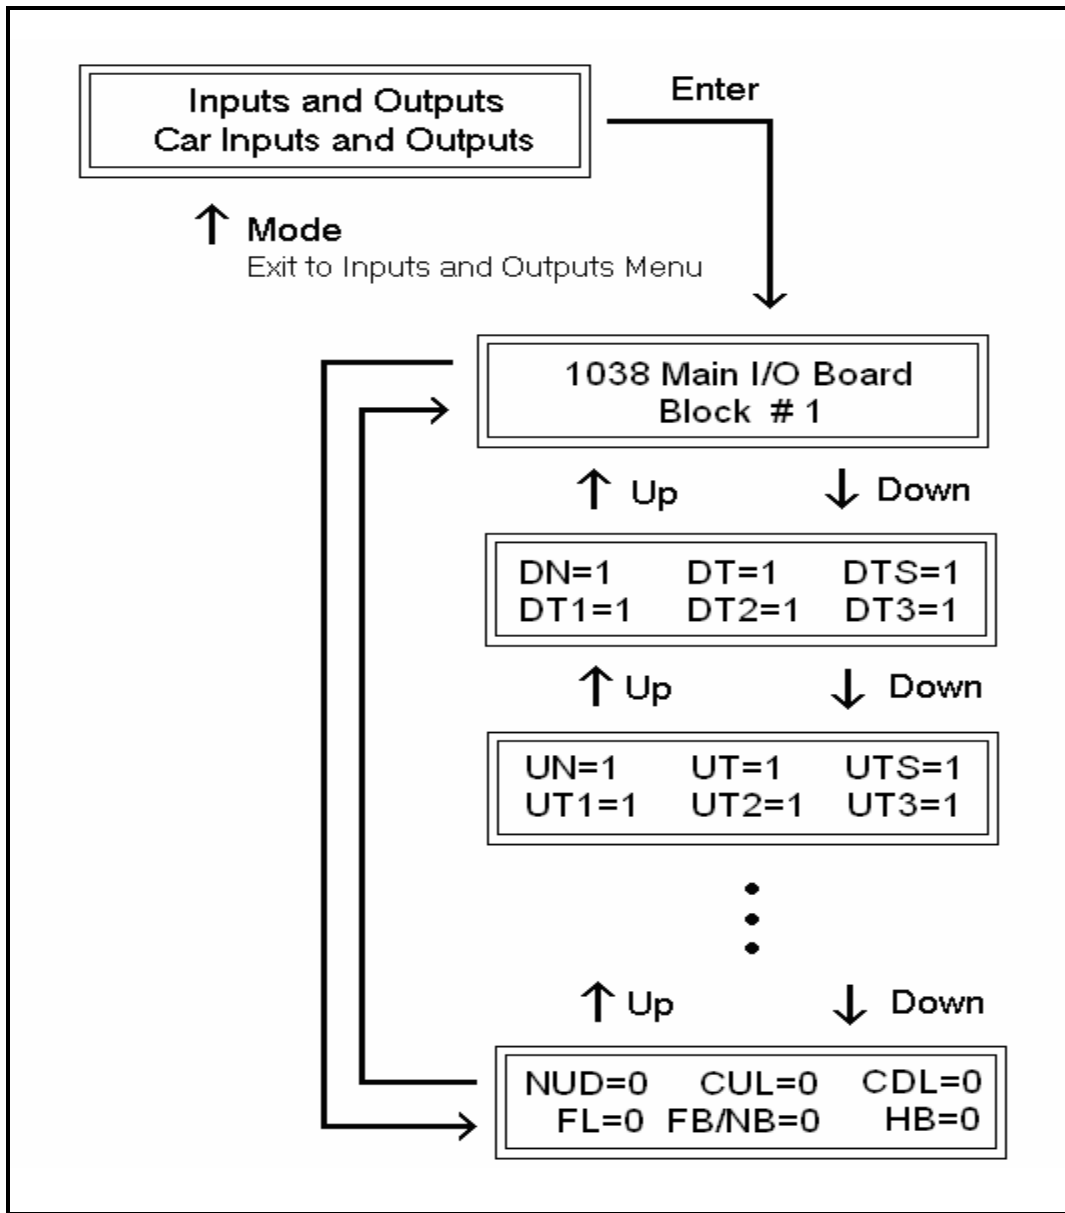 Inputs and Outputs
Car Inputs and Outputs
Enter
Mode
Exit to Inputs and Outputs Menu
1038 Main I/O Board
Block # 1
Up Down
DN=1 DT=1 DTS=1
DT1=1 DT2=1 DT3=1
Up Down
UN=1 UT=1 UTS=1
UT1=1 UT2=1 UT3=1
Up Down
NUD=0 CUL=0 CDL=0
FL=0 FB/NB=0 HB=0